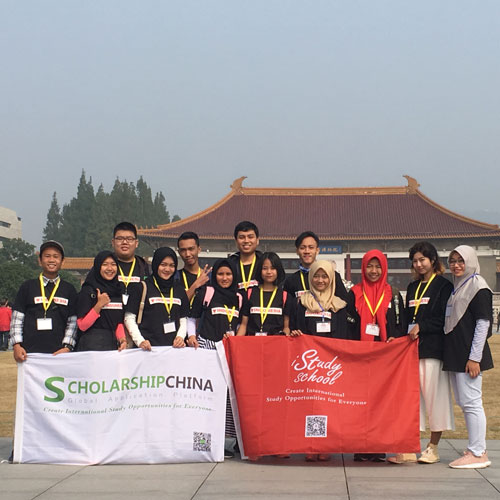 SCHOLARSHIPCHINA
Global Application Platform
Create International Study Opportunities for Everyone.
iStudy
School
Create International
Study Opportunities for Everyone